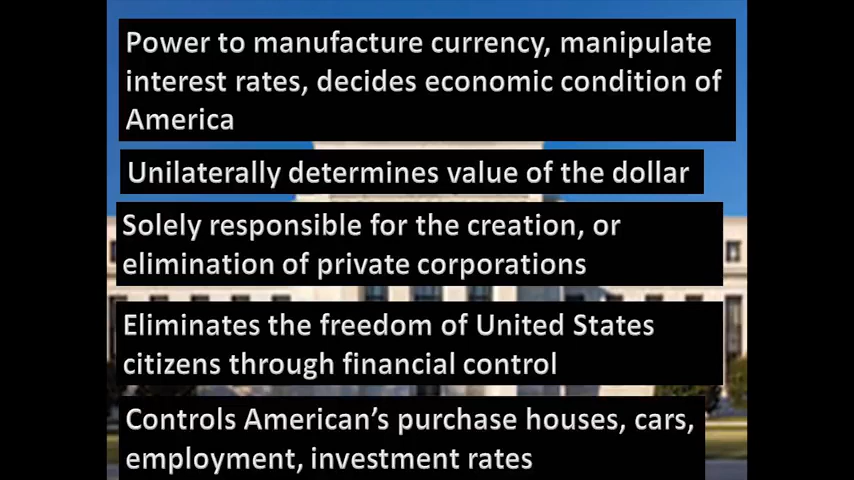 Power to manufacture currency, manipulate
interest rates, decides economic condition of
America
Unilaterally determines value of the dollar
Solely responsible for the creation, or
elimination of private corporations
Eliminates the freedom of United States
citizens through financial control
Controls American’s purchase houses, cars,
employment, investment rates